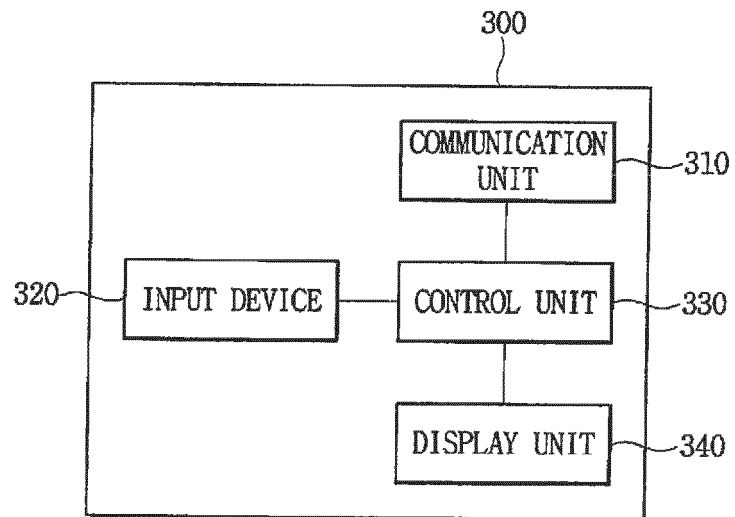 300
COMMUNICATION
UNIT
310
320
INPUT DEVICE
CONTROL UNIT
330
DISPLAY UNIT
340